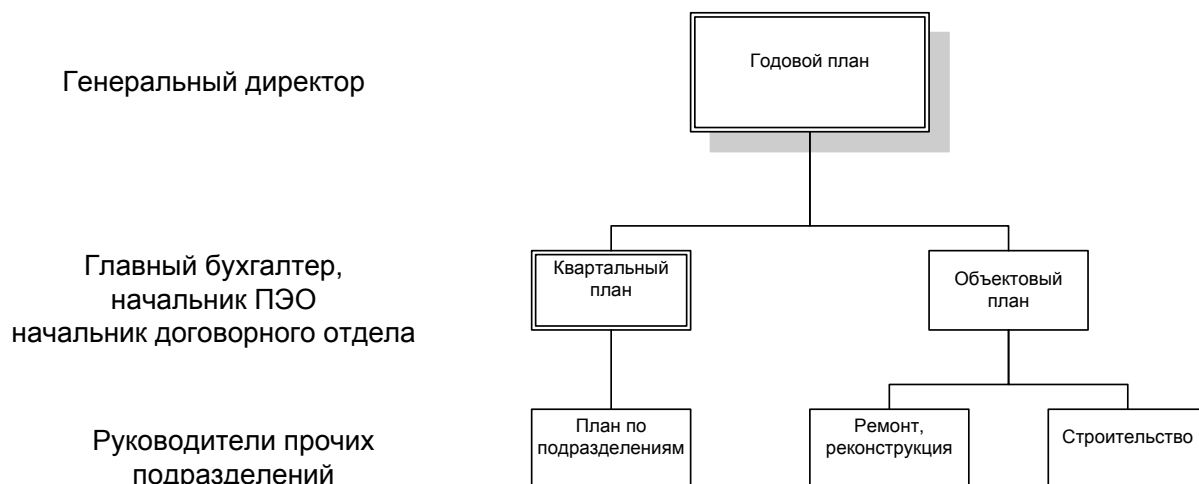 Генеральный директор
Годовой план
Главный бухгалтер,
начальник ПЭО
начальник договорного отдела
Квартальный
план
Объектовый
план
Руководители прочих
подразделений
План по
подразделениям
Ремонт,
реконструкция
Строительство